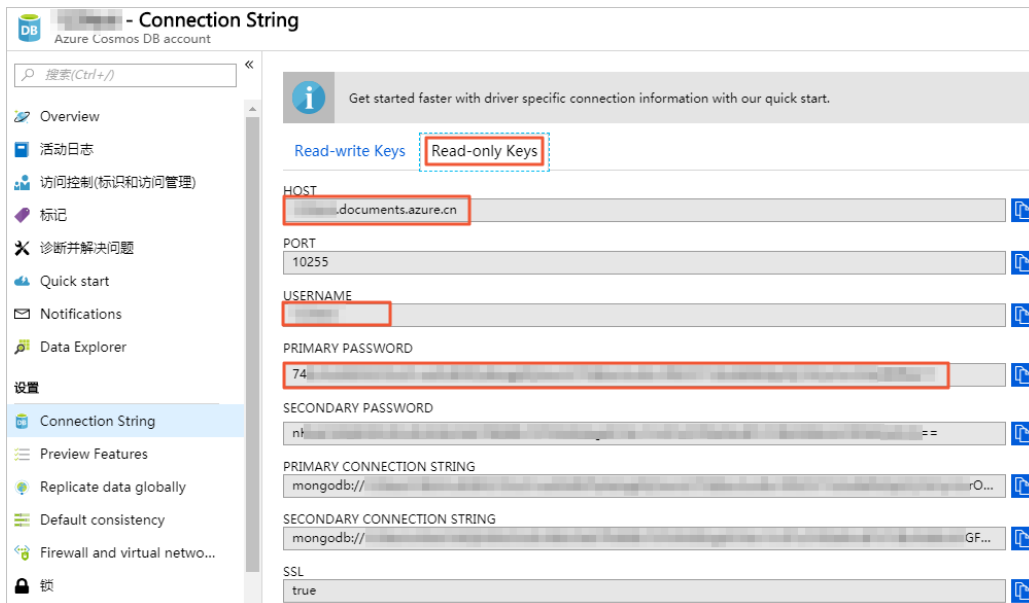 - Connection String
Azure Cosmos DB account
搜索(Ctrl+/)
«
Overview
活动日志
访问控制(标识和访问管理)
标记
诊断并解决问题
Quick start
Notifications
Data Explorer
设置
Connection String
Preview Features
Replicate data globally
Default consistency
Firewall and virtual netwo...
锁
DB
i
Get started faster with driver specific connection information with our quick start.
Read-write Keys Read-only Keys
HOST
.documents.azure.cn
PORT
10255
USERNAME
PRIMARY PASSWORD
74
SECONDARY PASSWORD
nh ==
PRIMARY CONNECTION STRING
mongodb:// rO...
SECONDARY CONNECTION STRING
mongodb:// GF...
SSL
true